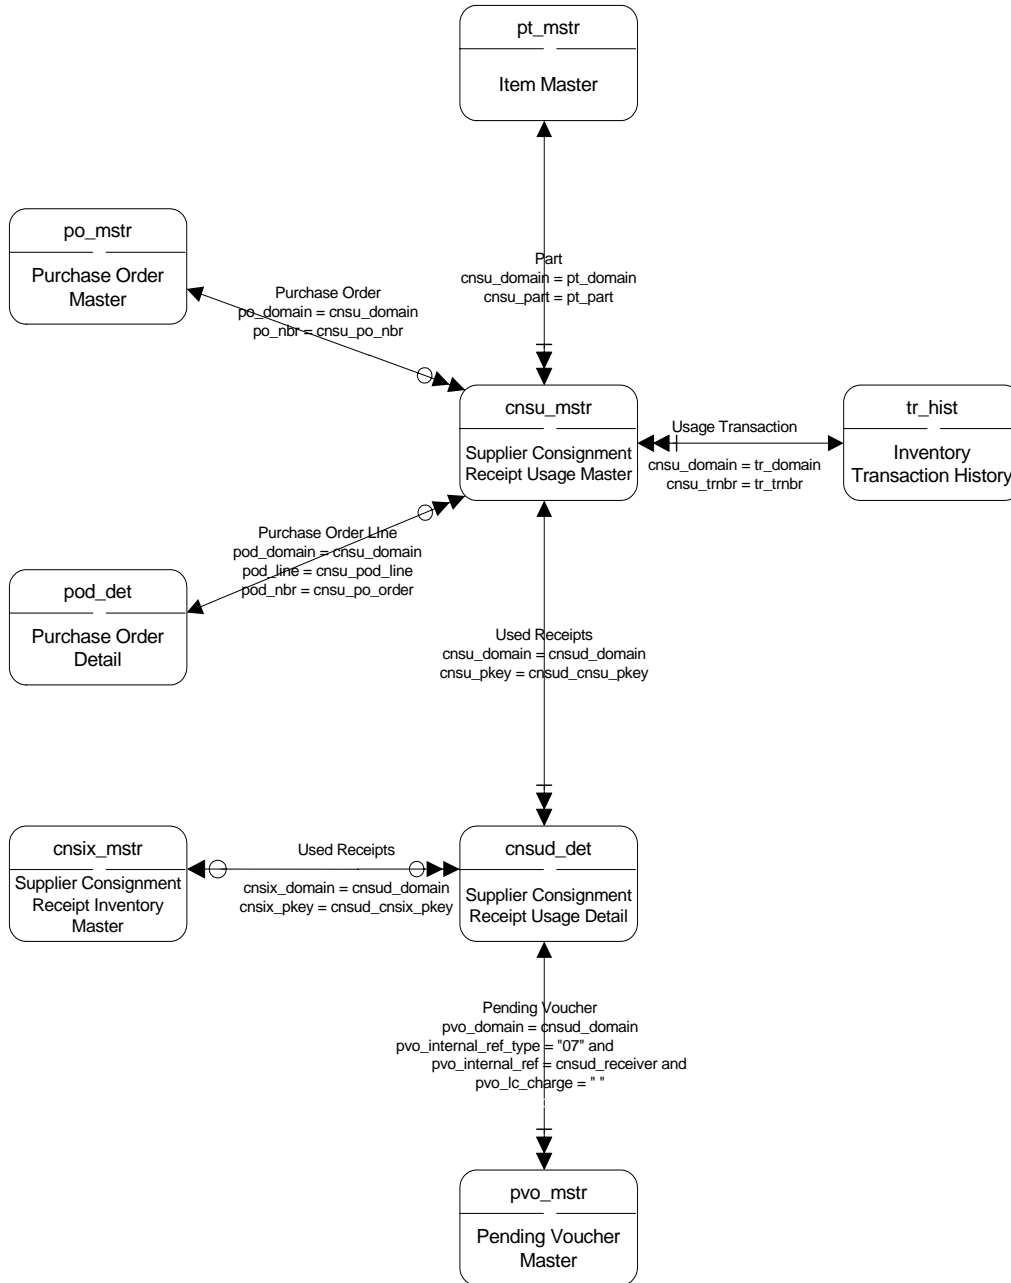 pt_mstr
Item Master
po_mstr
Purchase Order
Master
Part
cnsu_domain = pt_domain
cnsu_part = pt_part
Purchase Order
po_domain = cnsu_domain
po_nbr = cnsu_po_nbr
cnsu_mstr
Supplier Consignment
Receipt Usage Master
Usage Transaction
cnsu_domain = tr_domain
cnsu_trnbr = tr_trnbr
tr_hist
Inventory
Transaction History
Purchase Order LIne
pod_domain = cnsu_domain
pod_line = cnsu_pod_line
pod_nbr = cnsu_po_order
pod_det
Purchase Order
Detail
Used Receipts
cnsu_domain = cnsud_domain
cnsu_pkey = cnsud_cnsu_pkey
cnsix_mstr
Supplier Consignment
Receipt Inventory
Master
Used Receipts
cnsix_domain = cnsud_domain
cnsix_pkey = cnsud_cnsix_pkey
cnsud_det
Supplier Consignment
Receipt Usage Detail
Pending Voucher
pvo_domain = cnsud_domain
pvo_internal_ref_type = "07" and
pvo_internal_ref = cnsud_receiver and
pvo_lc_charge = " "
pvo_mstr
Pending Voucher
Master